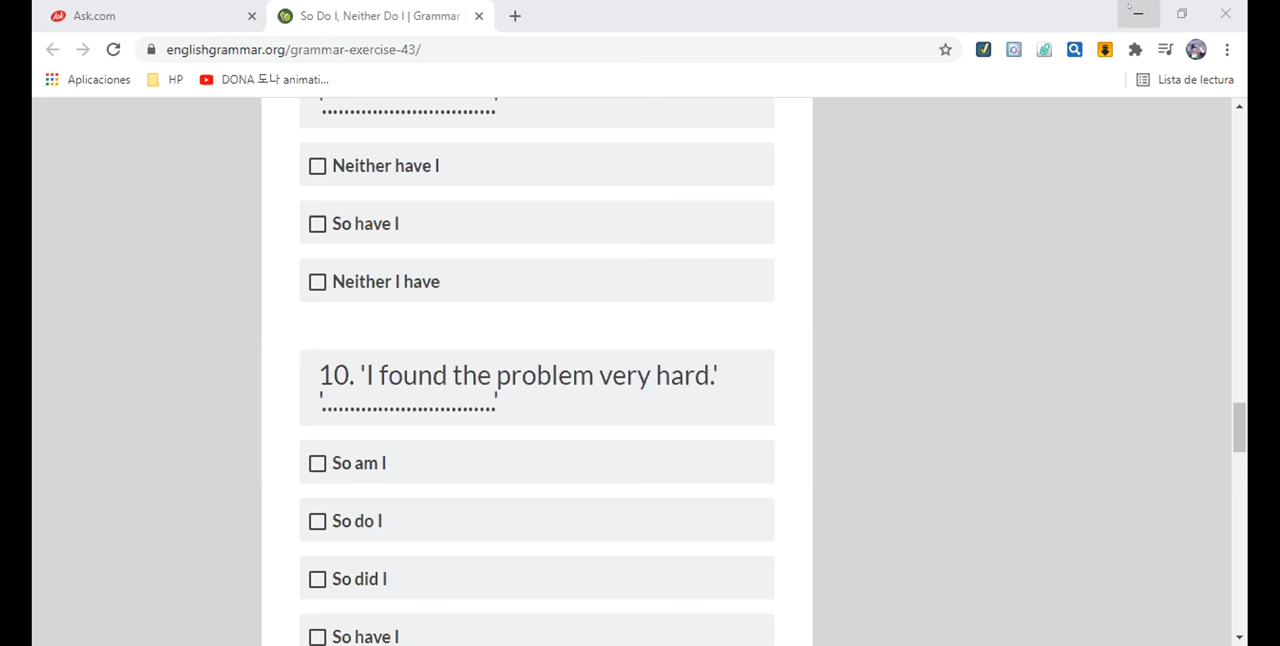 Ask.com
So Do I, Neither Do I | Grammar
englishgrammar.org/grammar-exercise-43/
Aplicaciones
HP
DONA 도나 animati...
Lista de lectura
'...............................'
Neither have I
So have I
Neither I have
10. 'I found the problem very hard.'
'...............................'
So am I
So do I
So did I
So have I